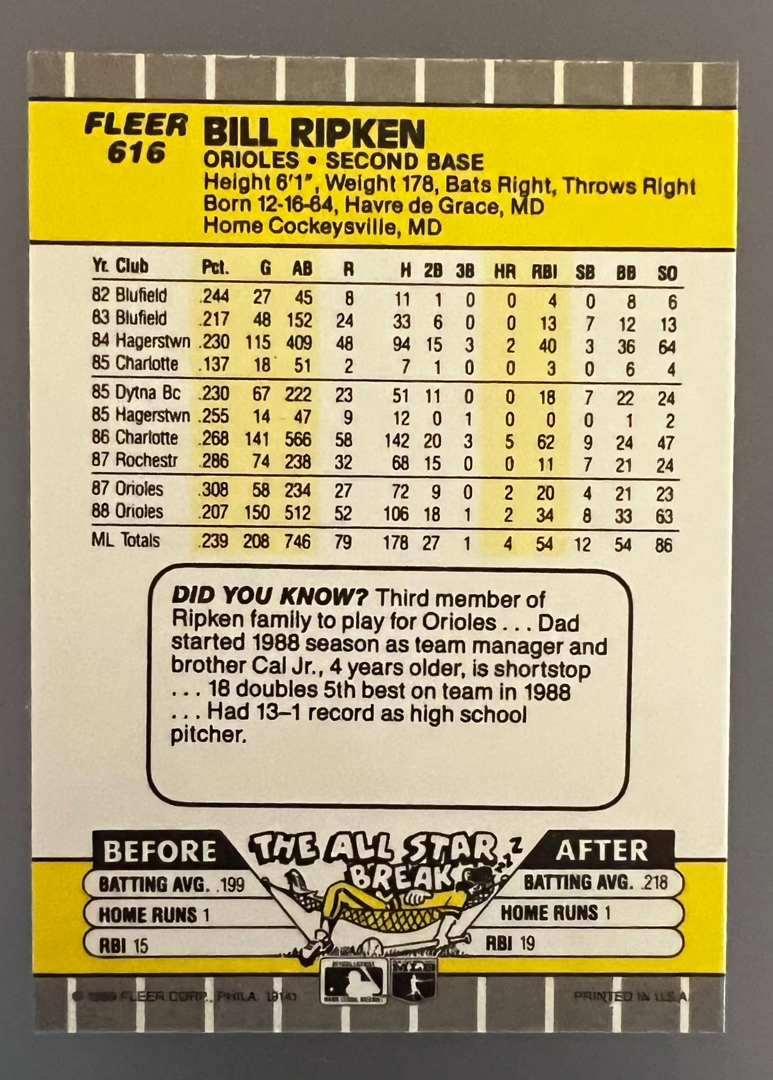 FLEER
616
BILL RIPKEN
ORIOLES • SECOND BASE
Height 6'1", Weight 178, Bats Right, Throws Right
Born 12-16-64, Havre de Grace, MD
Home Cockeysville, MD
Yr. Club Pct. G AB R H 2B 3B HR RBI SB BB SO
82 Blufield .244 27 45 8 11 1 0 0 4 0 8 6
83 Blufield .217 48 152 24 33 6 0 0 13 7 12 13
84 Hagerstwn .230 115 409 48 94 15 3 2 40 3 36 64
85 Charlotte .137 18 51 2 7 1 0 0 3 0 6 4
85 Dytna Bc .230 67 222 23 51 11 0 0 18 7 22 24
85 Hagerstwn .255 14 47 9 12 0 1 0 0 0 1 2
86 Charlotte .268 141 566 58 142 20 3 5 62 9 24 47
87 Rochestr .286 74 238 32 68 15 0 0 11 7 21 24
87 Orioles .308 58 234 27 72 9 0 2 20 4 21 23
88 Orioles .207 150 512 52 106 18 1 2 34 8 33 63
ML Totals .239 208 746 79 178 27 1 4 54 12 54 86
DID YOU KNOW? Third member of
Ripken family to play for Orioles . . . Dad
started 1988 season as team manager and
brother Cal Jr., 4 years older, is shortstop
. . . 18 doubles 5th best on team in 1988
. . . Had 13–1 record as high school
pitcher.
THE ALL STAR
BREAK
zzz
BEFORE
BATTING AVG. .199
HOME RUNS 1
RBI 15
AFTER
BATTING AVG. .218
HOME RUNS 1
RBI 19
MLB
© 1989 FLEER CORP., PHILA. 19141
PRINTED IN U.S.A.